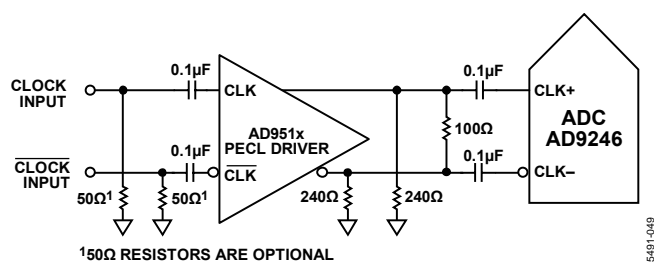 CLOCK
INPUT
0.1µF
CLK
AD951x
PECL DRIVER
0.1µF
CLK+
ADC
AD9246
100Ω
CLOCK
INPUT
0.1µF
CLK
0.1µF
CLK–
50Ω1
50Ω1
240Ω
240Ω
150Ω RESISTORS ARE OPTIONAL
5491-049